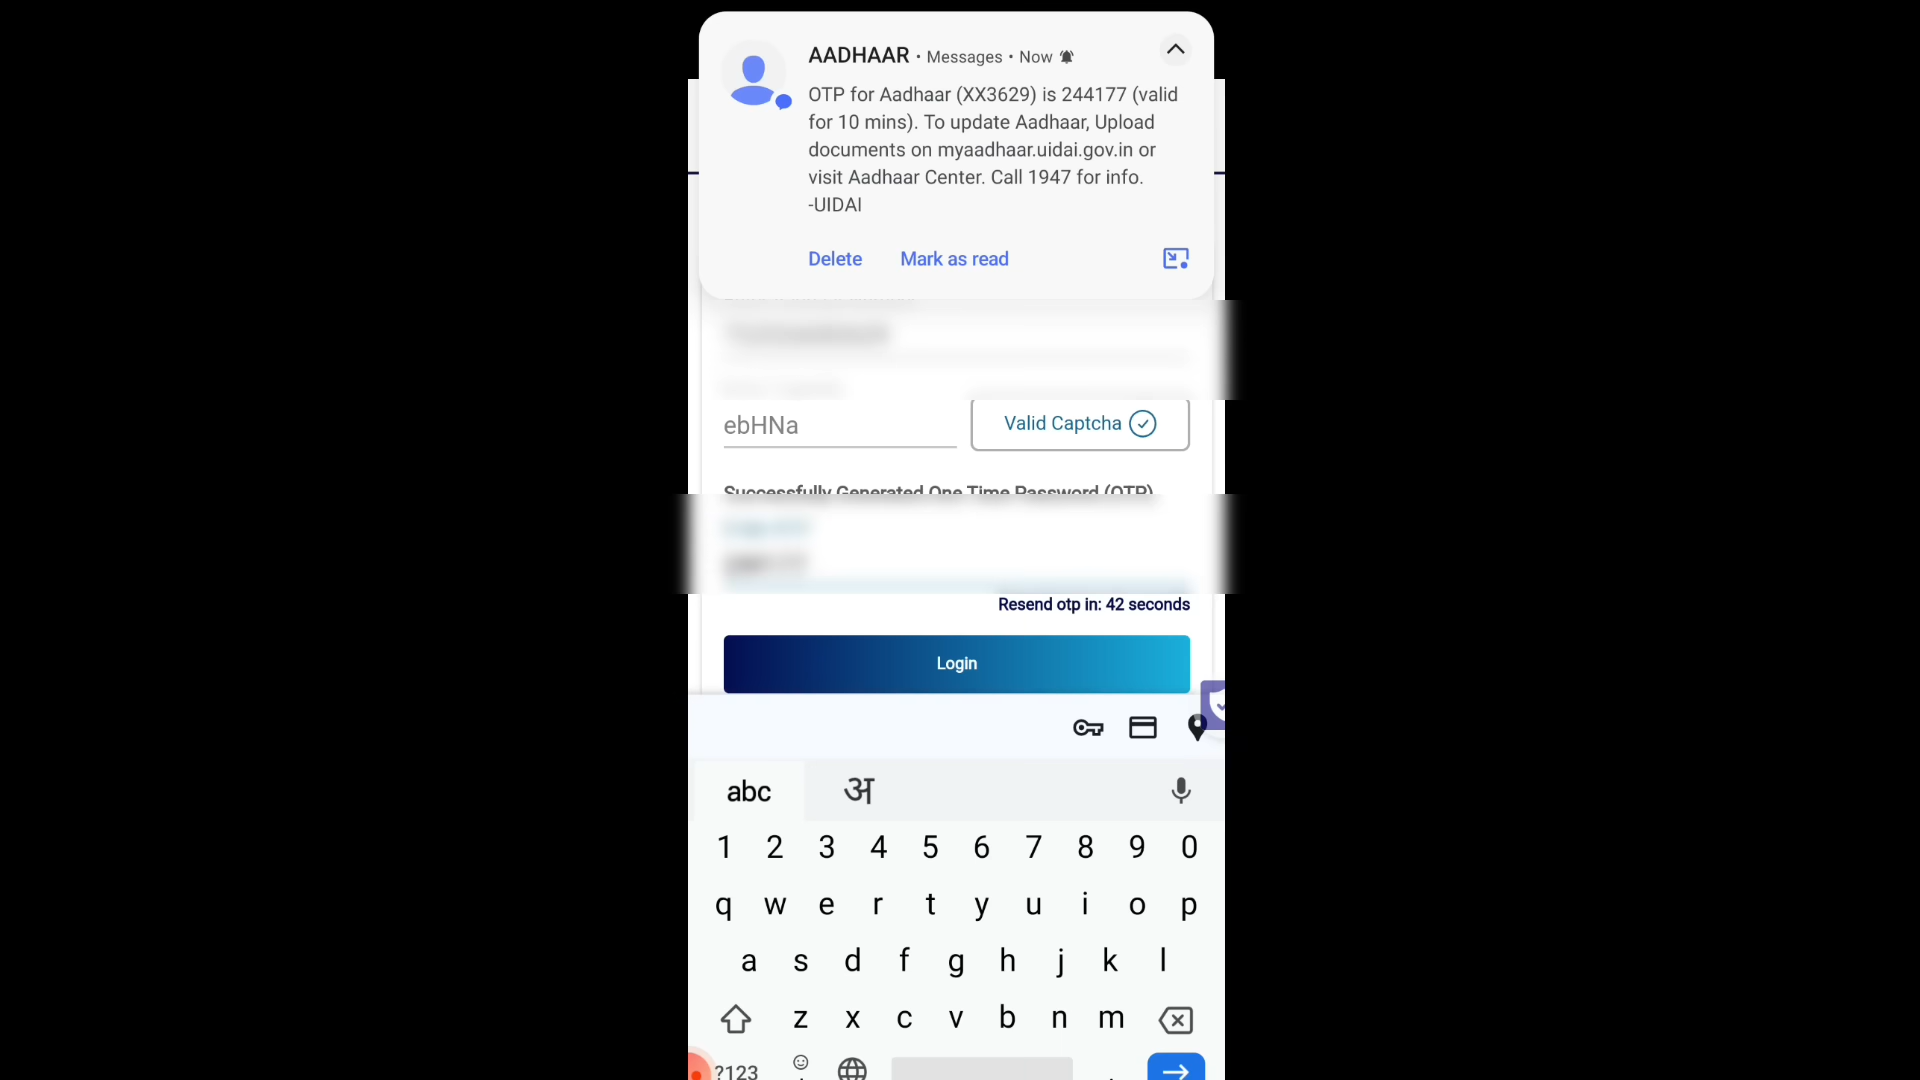 AADHAAR • Messages • Now
OTP for Aadhaar (XX3629) is 244177 (valid
for 10 mins). To update Aadhaar, Upload
documents on myaadhaar.uidai.gov.in or
visit Aadhaar Center. Call 1947 for info.
-UIDAI
Delete Mark as read
ebHNa Valid Captcha
Successfully Generated One Time Password (OTP)
Resend otp in: 42 seconds
Login
abc अ
1 2 3 4 5 6 7 8 9 0
q w e r t y u i o p
a s d f g h j k l
z x c v b n m
?123